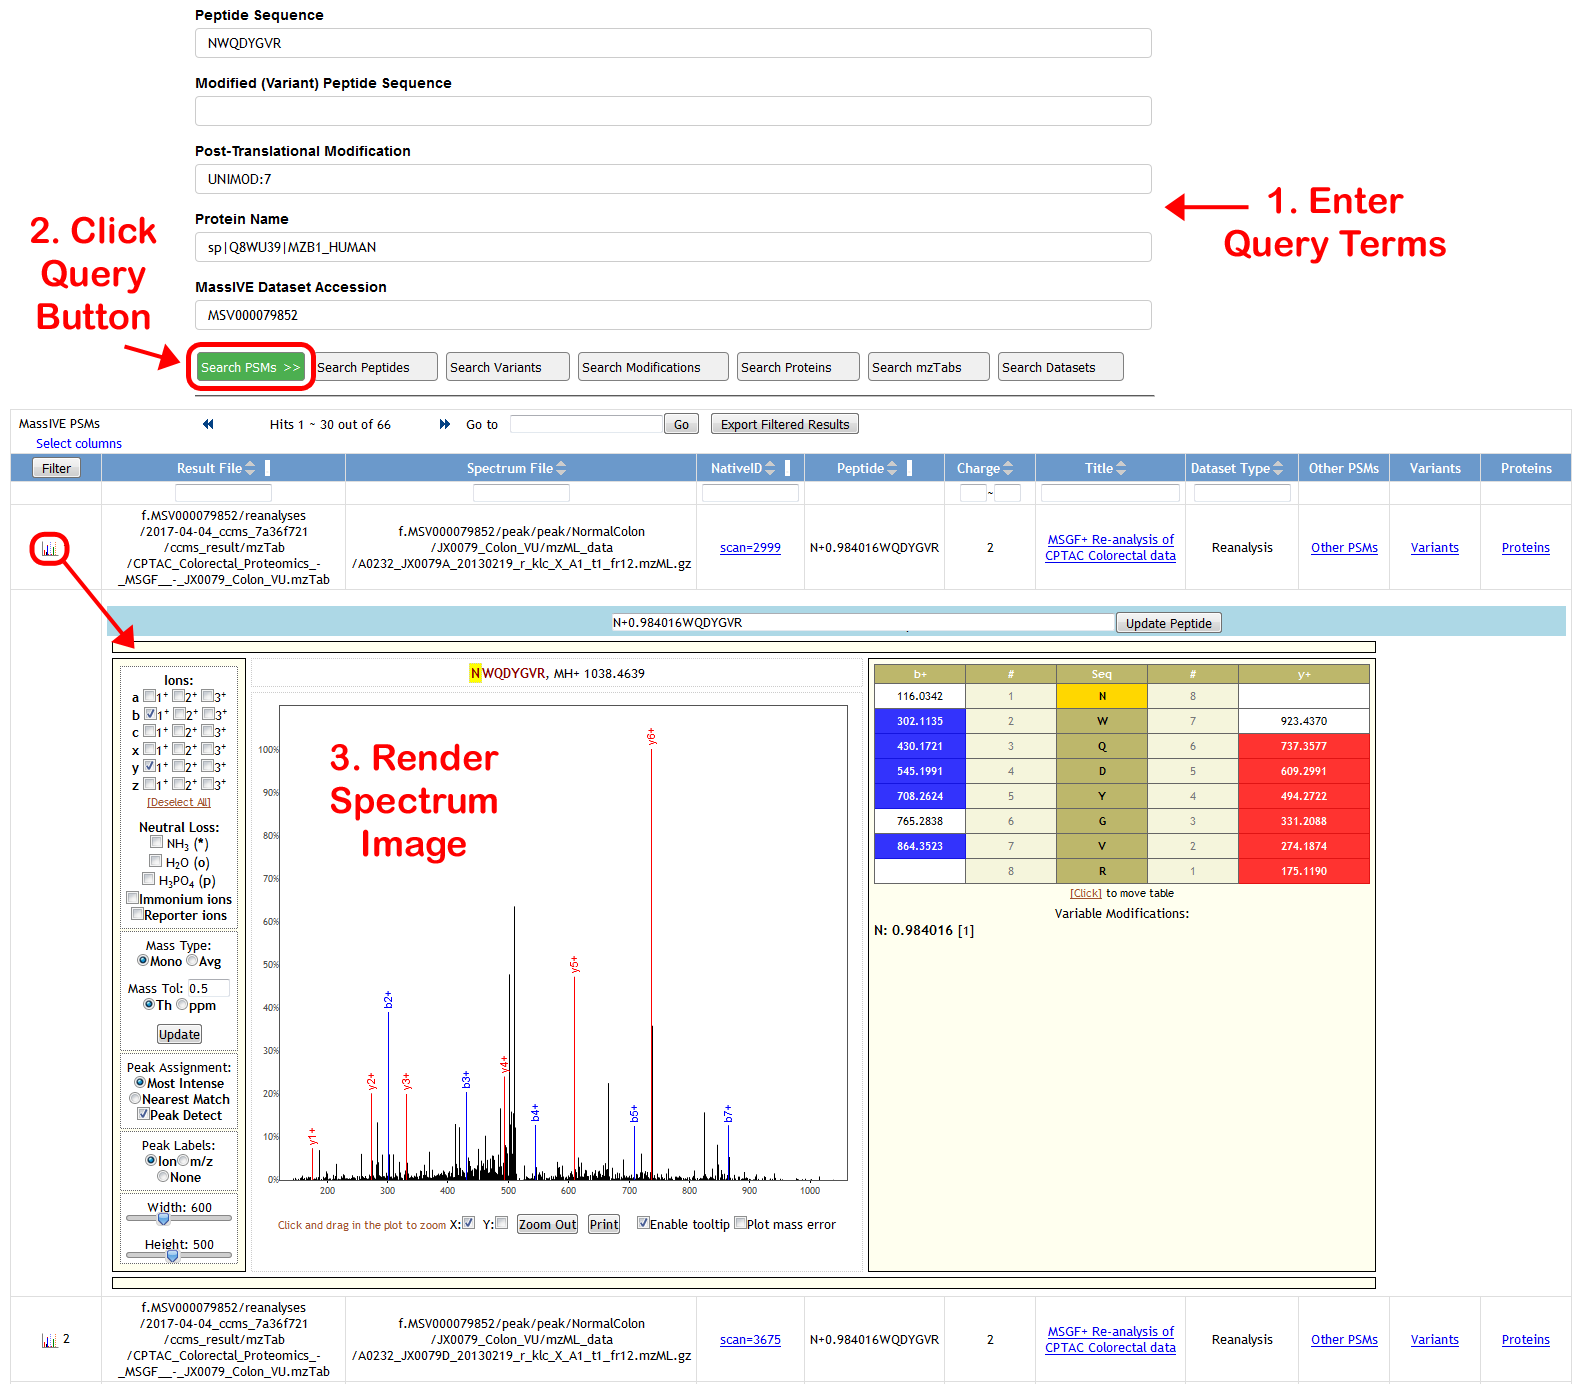 Peptide Sequence
NWQDYGVR
Modified (Variant) Peptide Sequence
Post-Translational Modification
UNIMOD:7
1. Enter
Query Terms
Protein Name
sp|Q8WU39|MZB1_HUMAN
2. Click
Query
Button
MassIVE Dataset Accession
MSV000079852
Search PSMs >> Search Peptides Search Variants Search Modifications Search Proteins Search mzTabs Search Datasets
MassIVE PSMs Hits 1 ~ 30 out of 66 Go to Go Export Filtered Results
Select columns
Filter Result File Spectrum File NativeID Peptide Charge Title Dataset Type Other PSMs Variants Proteins
~
f.MSV000079852/reanalyses
/2017-04-04_ccms_7a36f721
/ccms_result/mzTab
/CPTAC_Colorectal_Proteomics_-
_MSGF__-_JX0079_Colon_VU.mzTab
f.MSV000079852/peak/peak/NormalColon
/JX0079_Colon_VU/mzML_data
/A0232_JX0079A_20130219_r_klc_X_A1_t1_fr12.mzML.gz
scan=2999
N+0.984016WQDYGVR
2
MSGF+ Re-analysis of
CPTAC Colorectal data
Reanalysis
Other PSMs
Variants
Proteins
N+0.984016WQDYGVR Update Peptide
Ions:
a 1+ 2+ 3+
b 1+ 2+ 3+
c 1+ 2+ 3+
x 1+ 2+ 3+
y 1+ 2+ 3+
z 1+ 2+ 3+
[Deselect All]
Neutral Loss:
NH3 (*)
H2O (o)
H3PO4 (p)
Immonium ions
Reporter ions
Mass Type:
Mono Avg
Mass Tol: 0.5
Th ppm
Update
Peak Assignment:
Most Intense
Nearest Match
Peak Detect
Peak Labels:
Ion m/z
None
Width: 600
Height: 500
NWQDYGVR, MH+ 1038.4639
3. Render
Spectrum
Image
100%
90%
80%
70%
60%
50%
40%
30%
20%
10%
0%
y1+
y2+
b2+
y3+
b3+
y4+
b4+
y5+
b5+
y6+
b7+
200 300 400 500 600 700 800 900 1000
Click and drag in the plot to zoom X: Y: Zoom Out Print Enable tooltip Plot mass error
b+ # Seq # y+
116.0342 1 N 8
302.1135 2 W 7 923.4370
430.1721 3 Q 6 737.3577
545.1991 4 D 5 609.2991
708.2624 5 Y 4 494.2722
765.2838 6 G 3 331.2088
864.3523 7 V 2 274.1874
8 R 1 175.1190
[Click] to move table
Variable Modifications:
N: 0.984016 [1]
2
f.MSV000079852/reanalyses
/2017-04-04_ccms_7a36f721
/ccms_result/mzTab
/CPTAC_Colorectal_Proteomics_-
_MSGF__-_JX0079_Colon_VU.mzTab
f.MSV000079852/peak/peak/NormalColon
/JX0079_Colon_VU/mzML_data
/A0232_JX0079D_20130219_r_klc_X_A1_t1_fr12.mzML.gz
scan=3675
N+0.984016WQDYGVR
2
MSGF+ Re-analysis of
CPTAC Colorectal data
Reanalysis
Other PSMs
Variants
Proteins